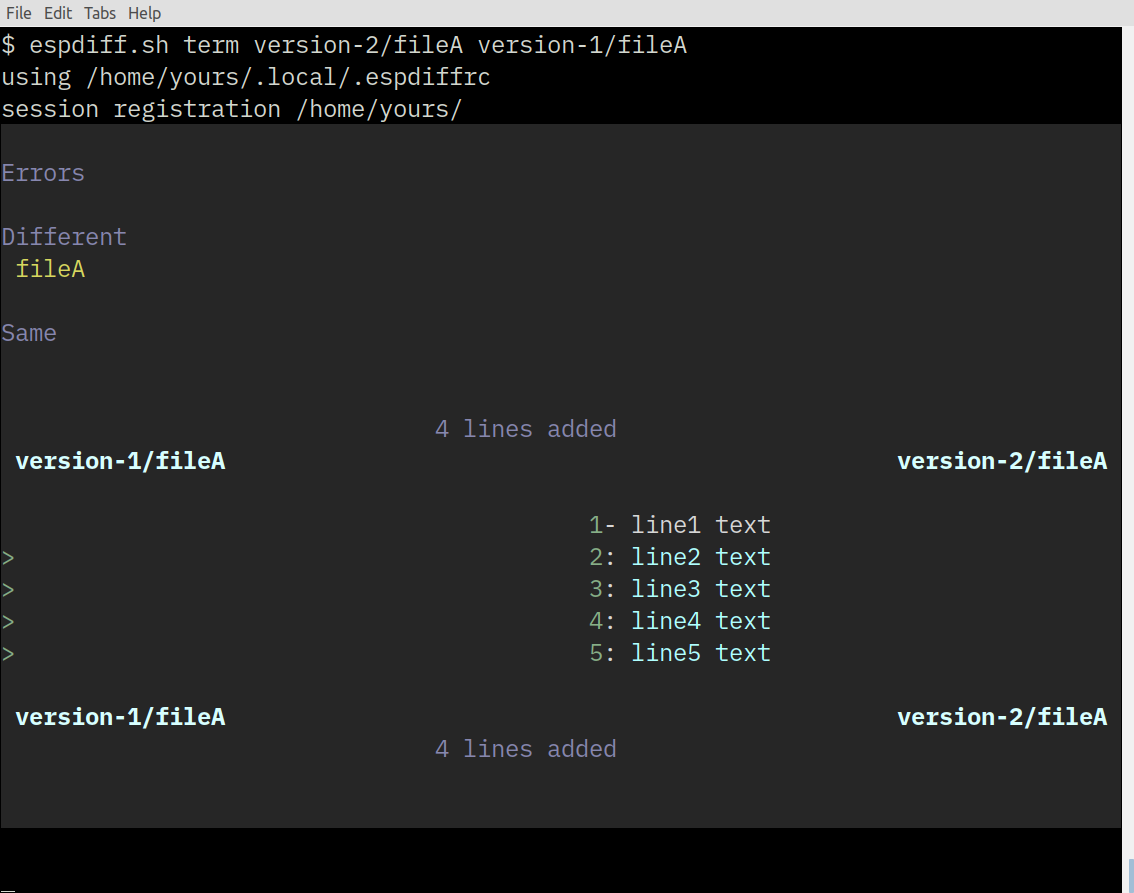 File Edit Tabs Help
$ espdiff.sh term version-2/fileA version-1/fileA
using /home/yours/.local/.espdiffrc
session registration /home/yours/
Errors
Different
fileA
Same
4 lines added
version-1/fileA version-2/fileA
1- line1 text
> 2: line2 text
> 3: line3 text
> 4: line4 text
> 5: line5 text
version-1/fileA version-2/fileA
4 lines added